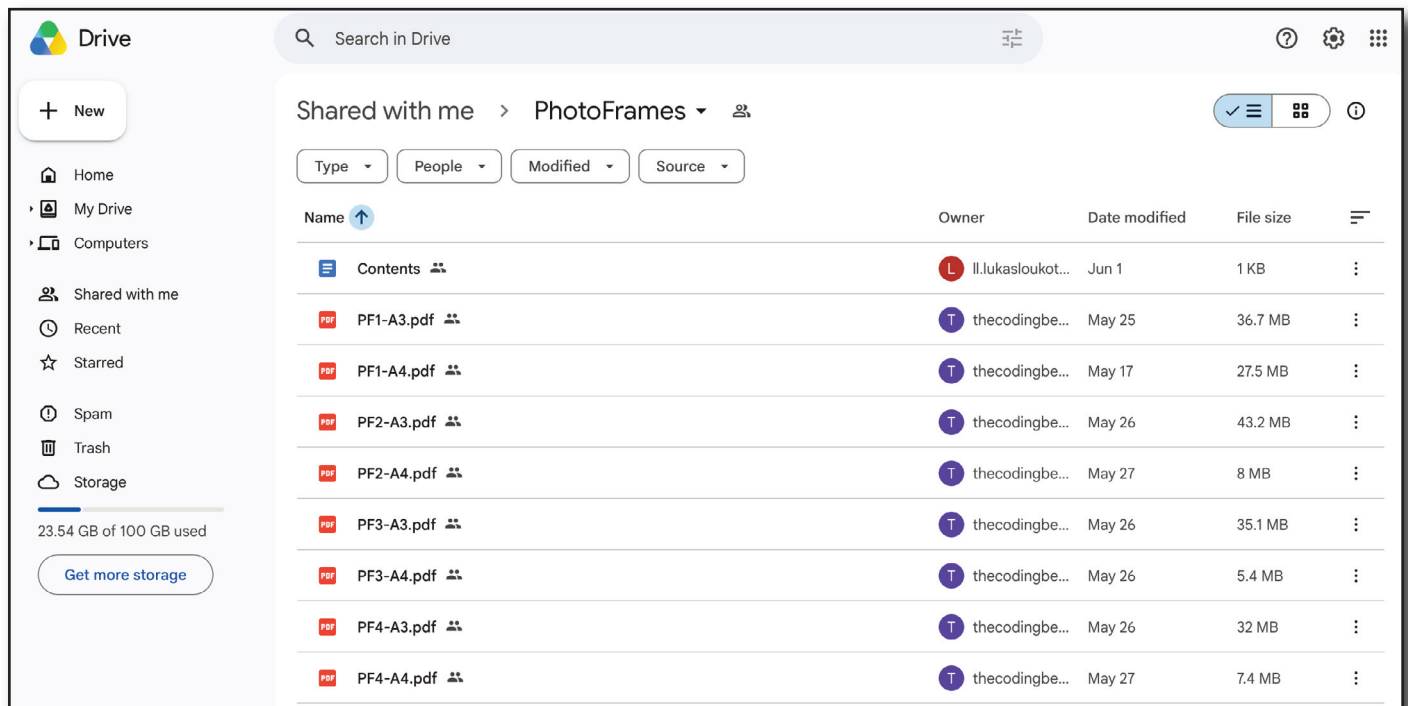 Drive
Search in Drive
New
Shared with me > PhotoFrames
Type People Modified Source
Home
My Drive
Computers
Shared with me
Recent
Starred
Spam
Trash
Storage
23.54 GB of 100 GB used
Get more storage
Name Owner Date modified File size
Contents L ll.lukasloukot... Jun 1 1 KB
PDF PF1-A3.pdf T thecodingbe... May 25 36.7 MB
PDF PF1-A4.pdf T thecodingbe... May 17 27.5 MB
PDF PF2-A3.pdf T thecodingbe... May 26 43.2 MB
PDF PF2-A4.pdf T thecodingbe... May 27 8 MB
PDF PF3-A3.pdf T thecodingbe... May 26 35.1 MB
PDF PF3-A4.pdf T thecodingbe... May 26 5.4 MB
PDF PF4-A3.pdf T thecodingbe... May 26 32 MB
PDF PF4-A4.pdf T thecodingbe... May 27 7.4 MB